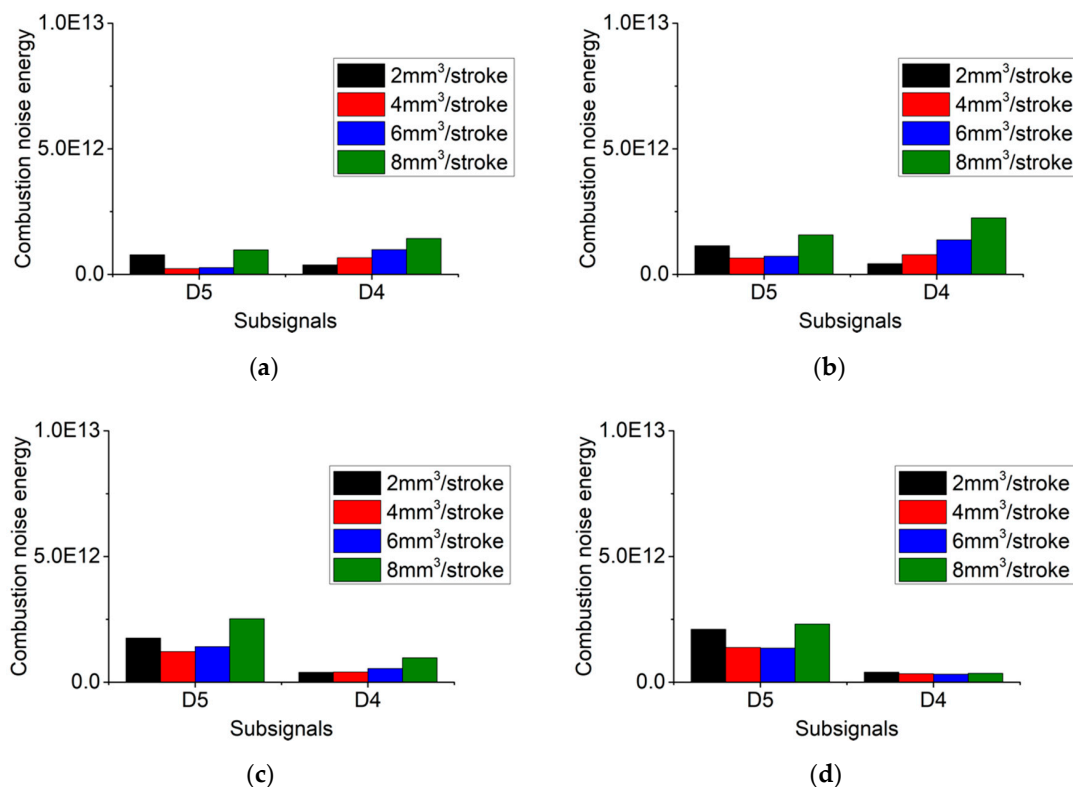 1.0E13
5.0E12
0.0
Combustion noise energy
2mm³/stroke
4mm³/stroke
6mm³/stroke
8mm³/stroke
D5 D4
Subsignals
(a)
1.0E13
5.0E12
0.0
Combustion noise energy
2mm³/stroke
4mm³/stroke
6mm³/stroke
8mm³/stroke
D5 D4
Subsignals
(b)
1.0E13
5.0E12
0.0
Combustion noise energy
2mm³/stroke
4mm³/stroke
6mm³/stroke
8mm³/stroke
D5 D4
Subsignals
(c)
1.0E13
5.0E12
0.0
Combustion noise energy
2mm³/stroke
4mm³/stroke
6mm³/stroke
8mm³/stroke
D5 D4
Subsignals
(d)